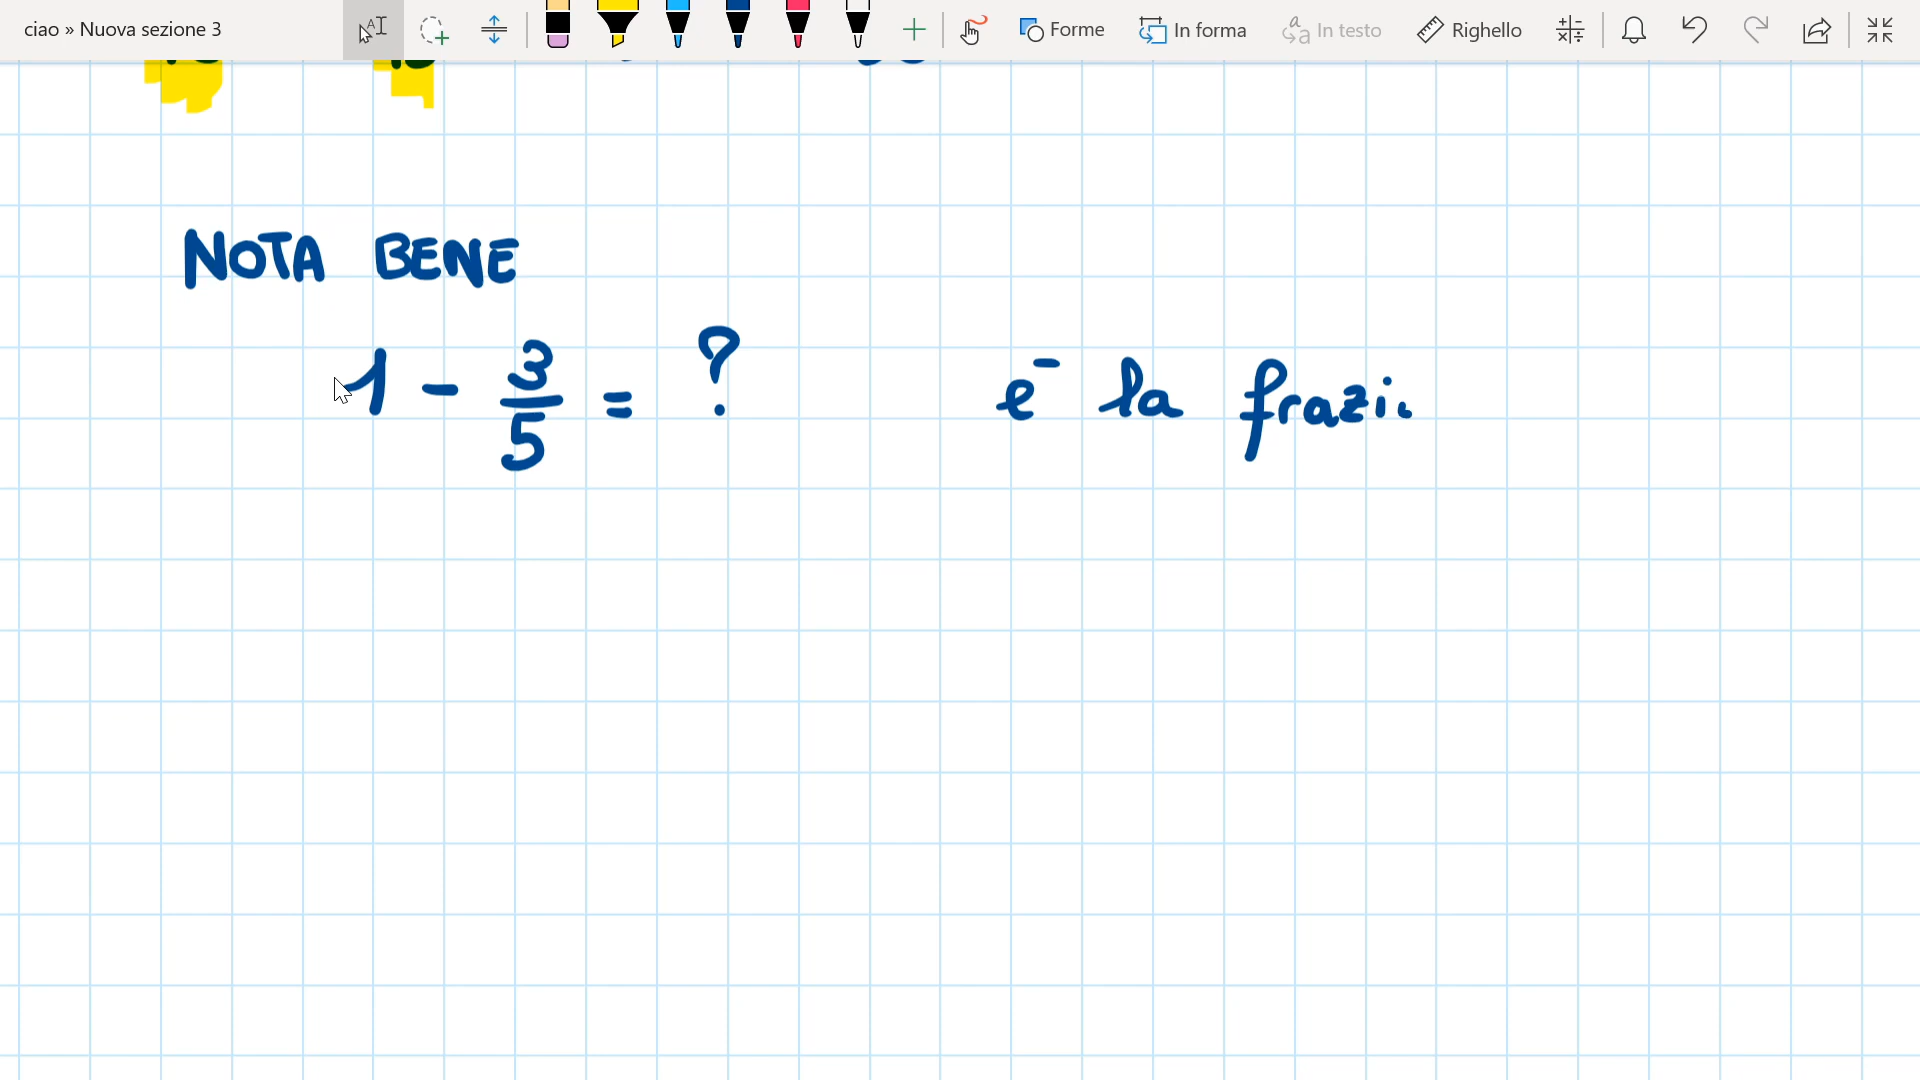 ciao » Nuova sezione 3
Forme
In forma
In testo
Righello
NOTA BENE
1 - 3/5 = ?
e¯ la frazi.